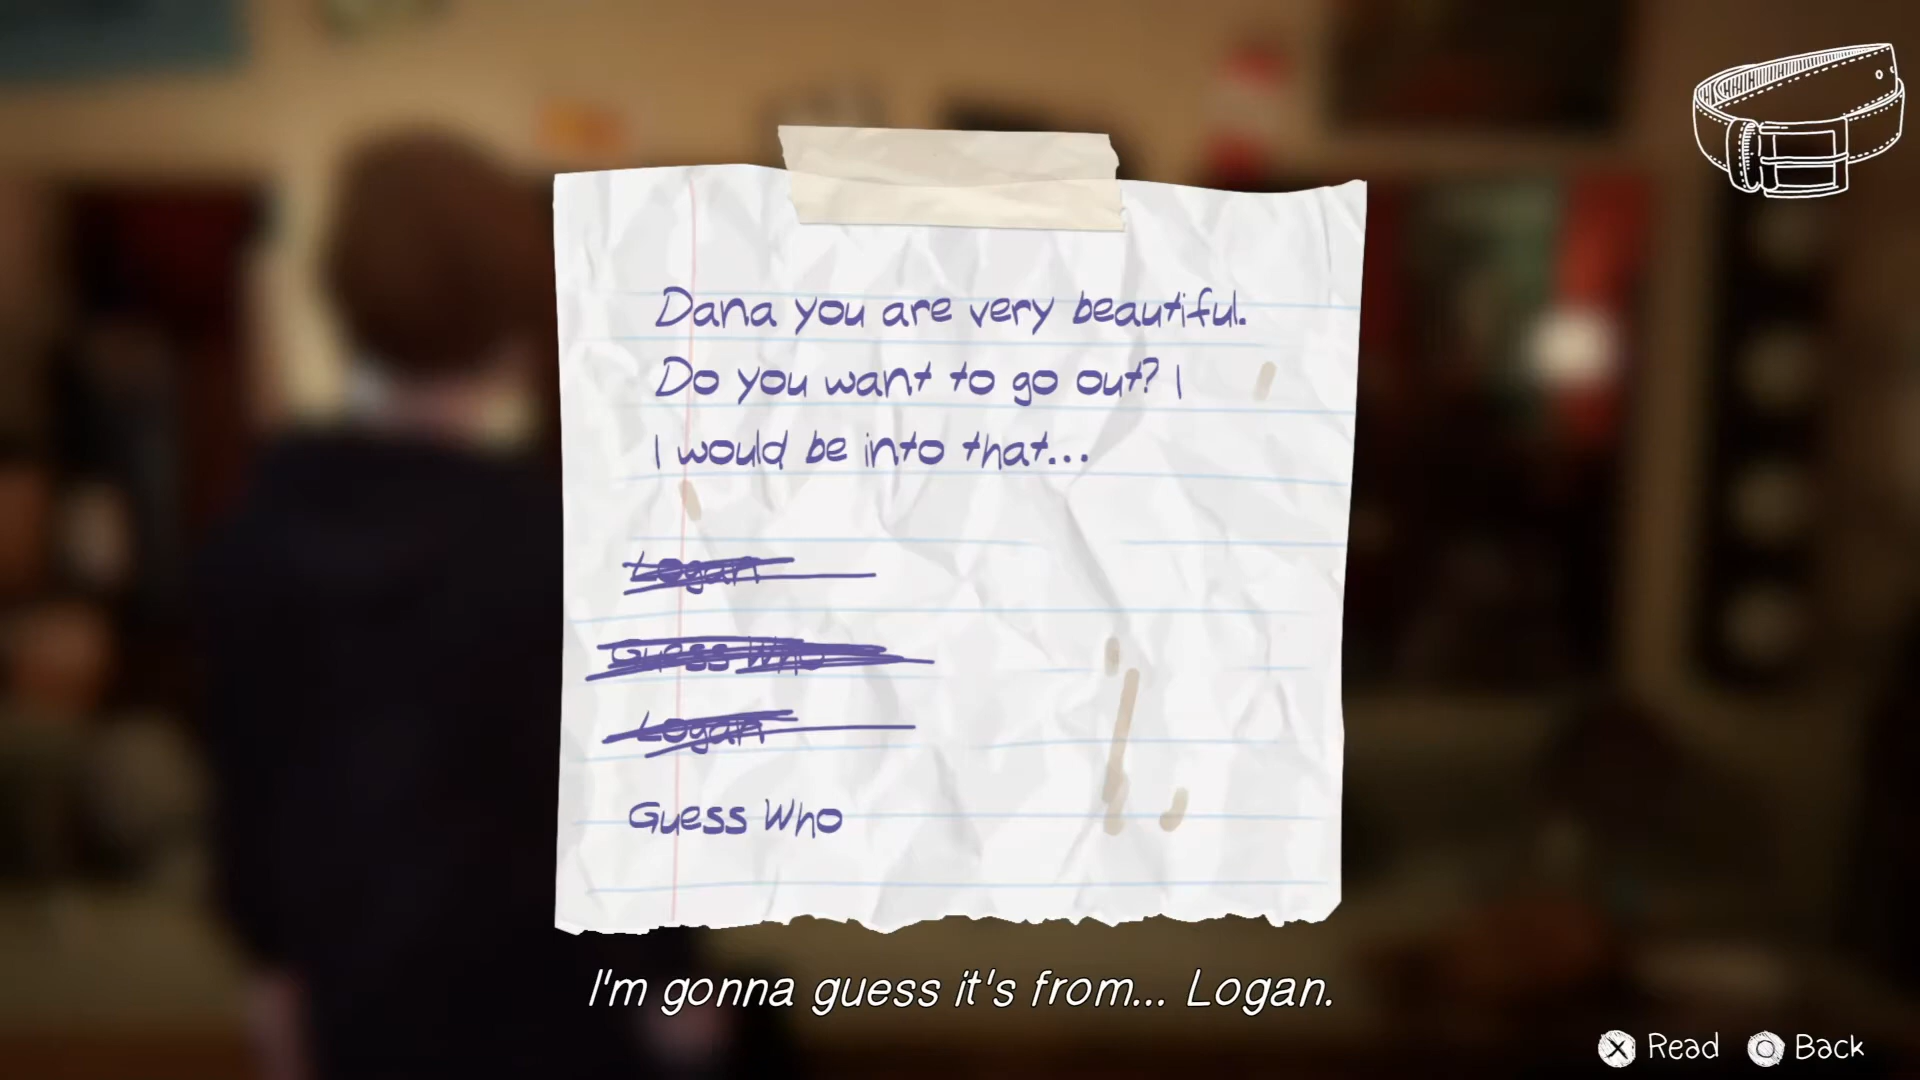 Dana you are very beautiful.
Do you want to go out? I
I would be into that...
Logan
Guess Who
Logan
Guess Who
I'm gonna guess it's from... Logan.
Read Back